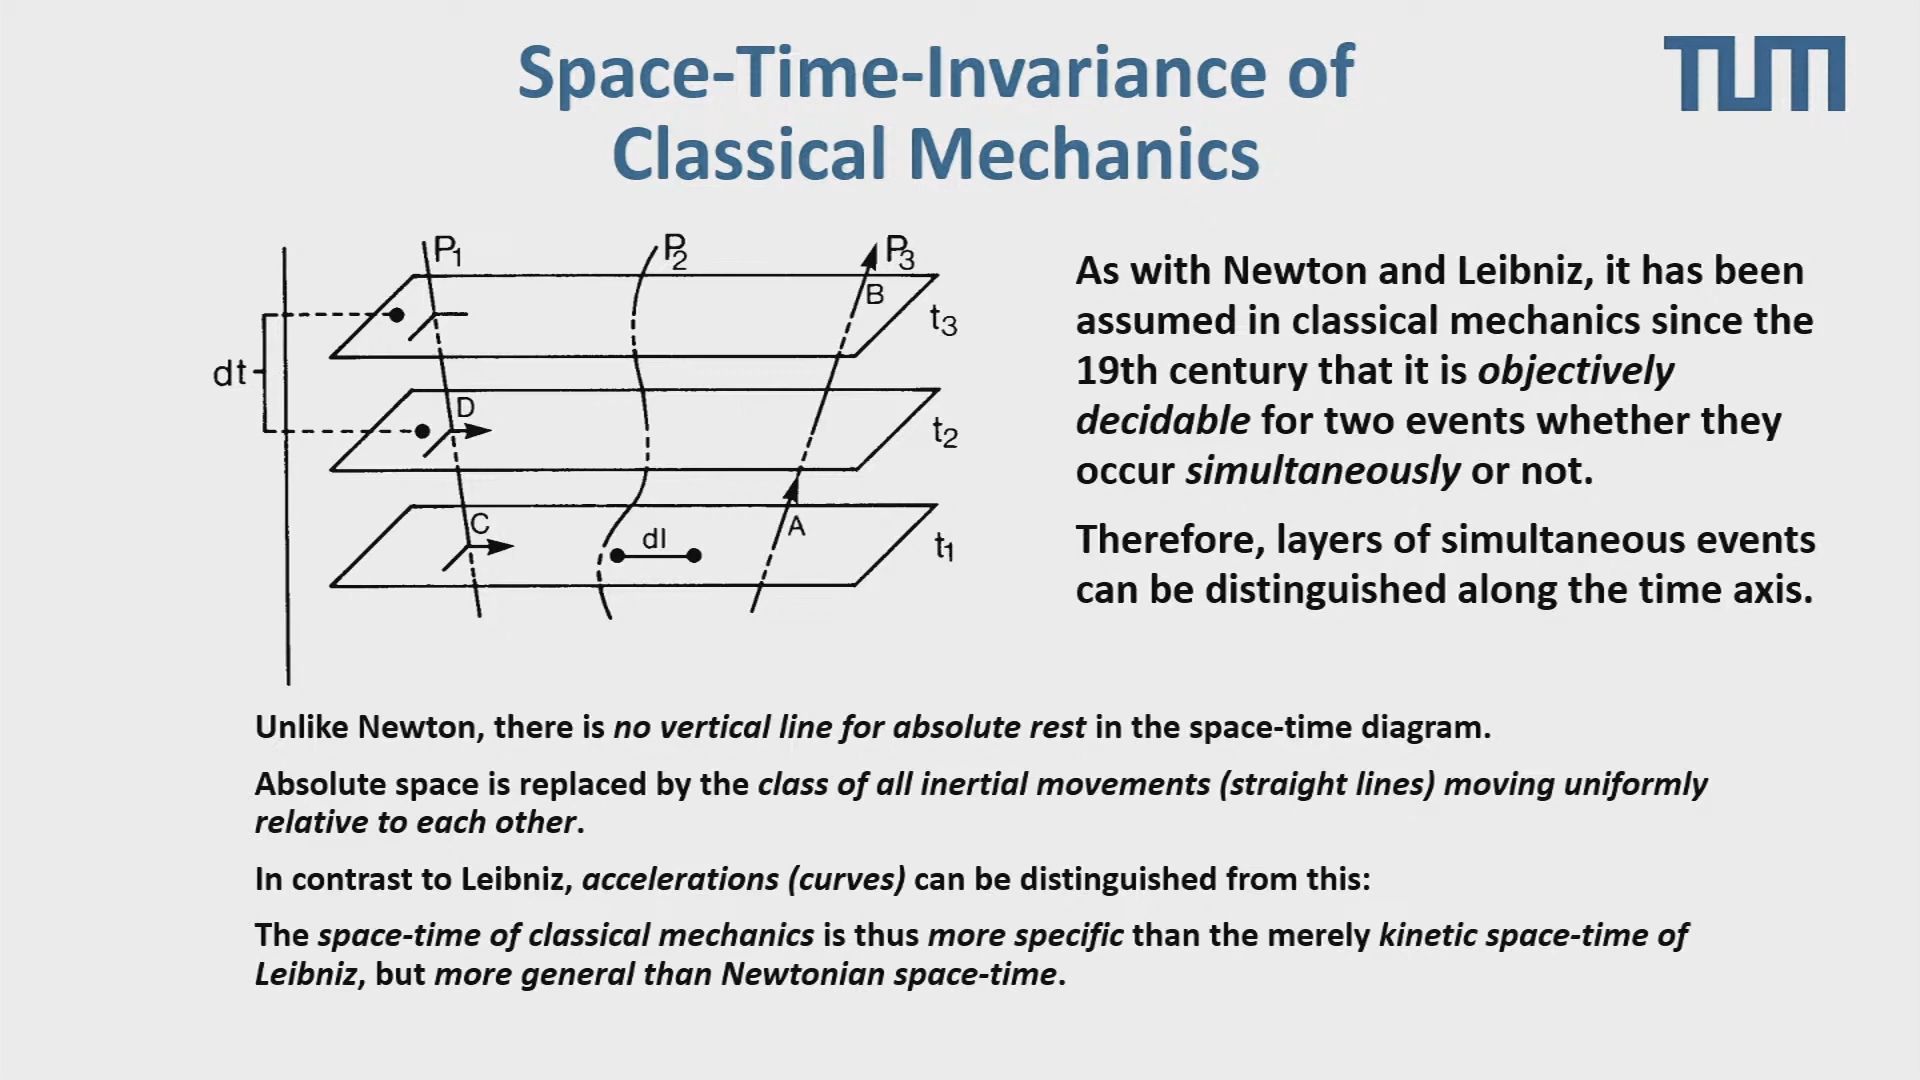 Space-Time-Invariance of
Classical Mechanics
TUM
P1
P2
P3
B
t3
dt
D
t2
C
A
dl
t1
As with Newton and Leibniz, it has been
assumed in classical mechanics since the
19th century that it is objectively
decidable for two events whether they
occur simultaneously or not.
Therefore, layers of simultaneous events
can be distinguished along the time axis.
Unlike Newton, there is no vertical line for absolute rest in the space-time diagram.
Absolute space is replaced by the class of all inertial movements (straight lines) moving uniformly
relative to each other.
In contrast to Leibniz, accelerations (curves) can be distinguished from this:
The space-time of classical mechanics is thus more specific than the merely kinetic space-time of
Leibniz, but more general than Newtonian space-time.